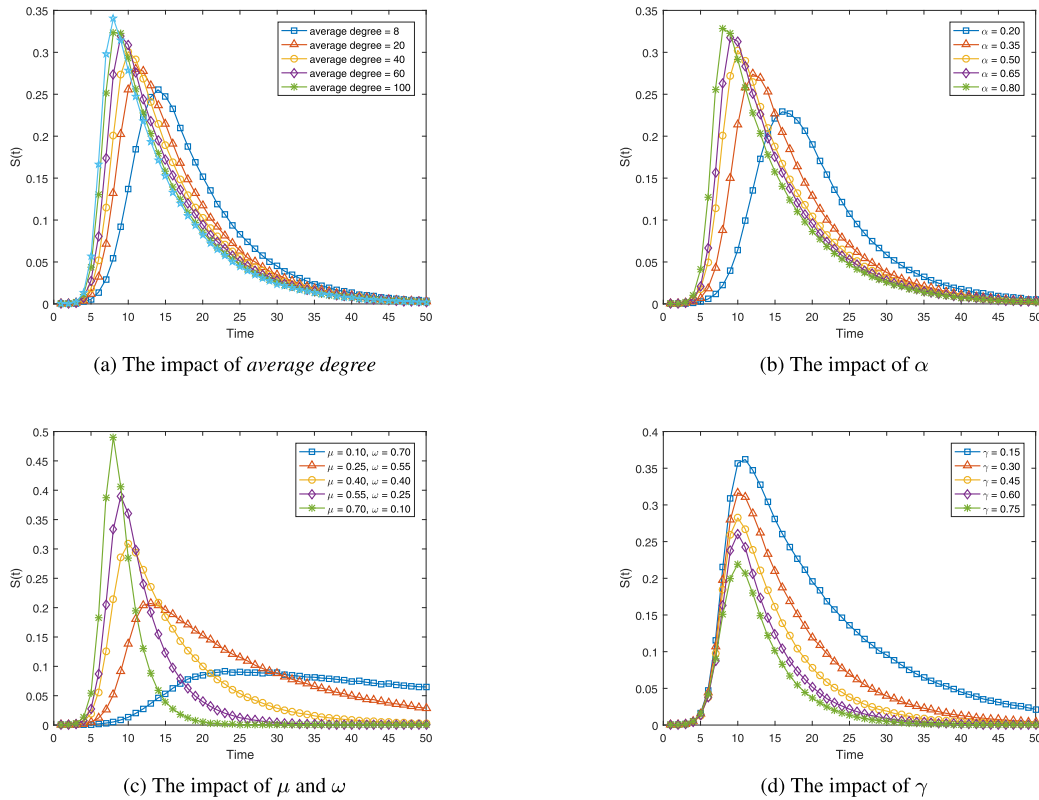 0.35
0.3
0.25
0.2
0.15
0.1
0.05
0
S(t)
0 5 10 15 20 25 30 35 40 45 50
Time
average degree = 8
average degree = 20
average degree = 40
average degree = 60
average degree = 100
(a) The impact of average degree
0.35
0.3
0.25
0.2
0.15
0.1
0.05
0
S(t)
0 5 10 15 20 25 30 35 40 45 50
Time
α = 0.20
α = 0.35
α = 0.50
α = 0.65
α = 0.80
(b) The impact of α
0.5
0.45
0.4
0.35
0.3
0.25
0.2
0.15
0.1
0.05
0
S(t)
0 5 10 15 20 25 30 35 40 45 50
Time
μ = 0.10, ω = 0.70
μ = 0.25, ω = 0.55
μ = 0.40, ω = 0.40
μ = 0.55, ω = 0.25
μ = 0.70, ω = 0.10
(c) The impact of μ and ω
0.4
0.35
0.3
0.25
0.2
0.15
0.1
0.05
0
S(t)
0 5 10 15 20 25 30 35 40 45 50
Time
γ = 0.15
γ = 0.30
γ = 0.45
γ = 0.60
γ = 0.75
(d) The impact of γ